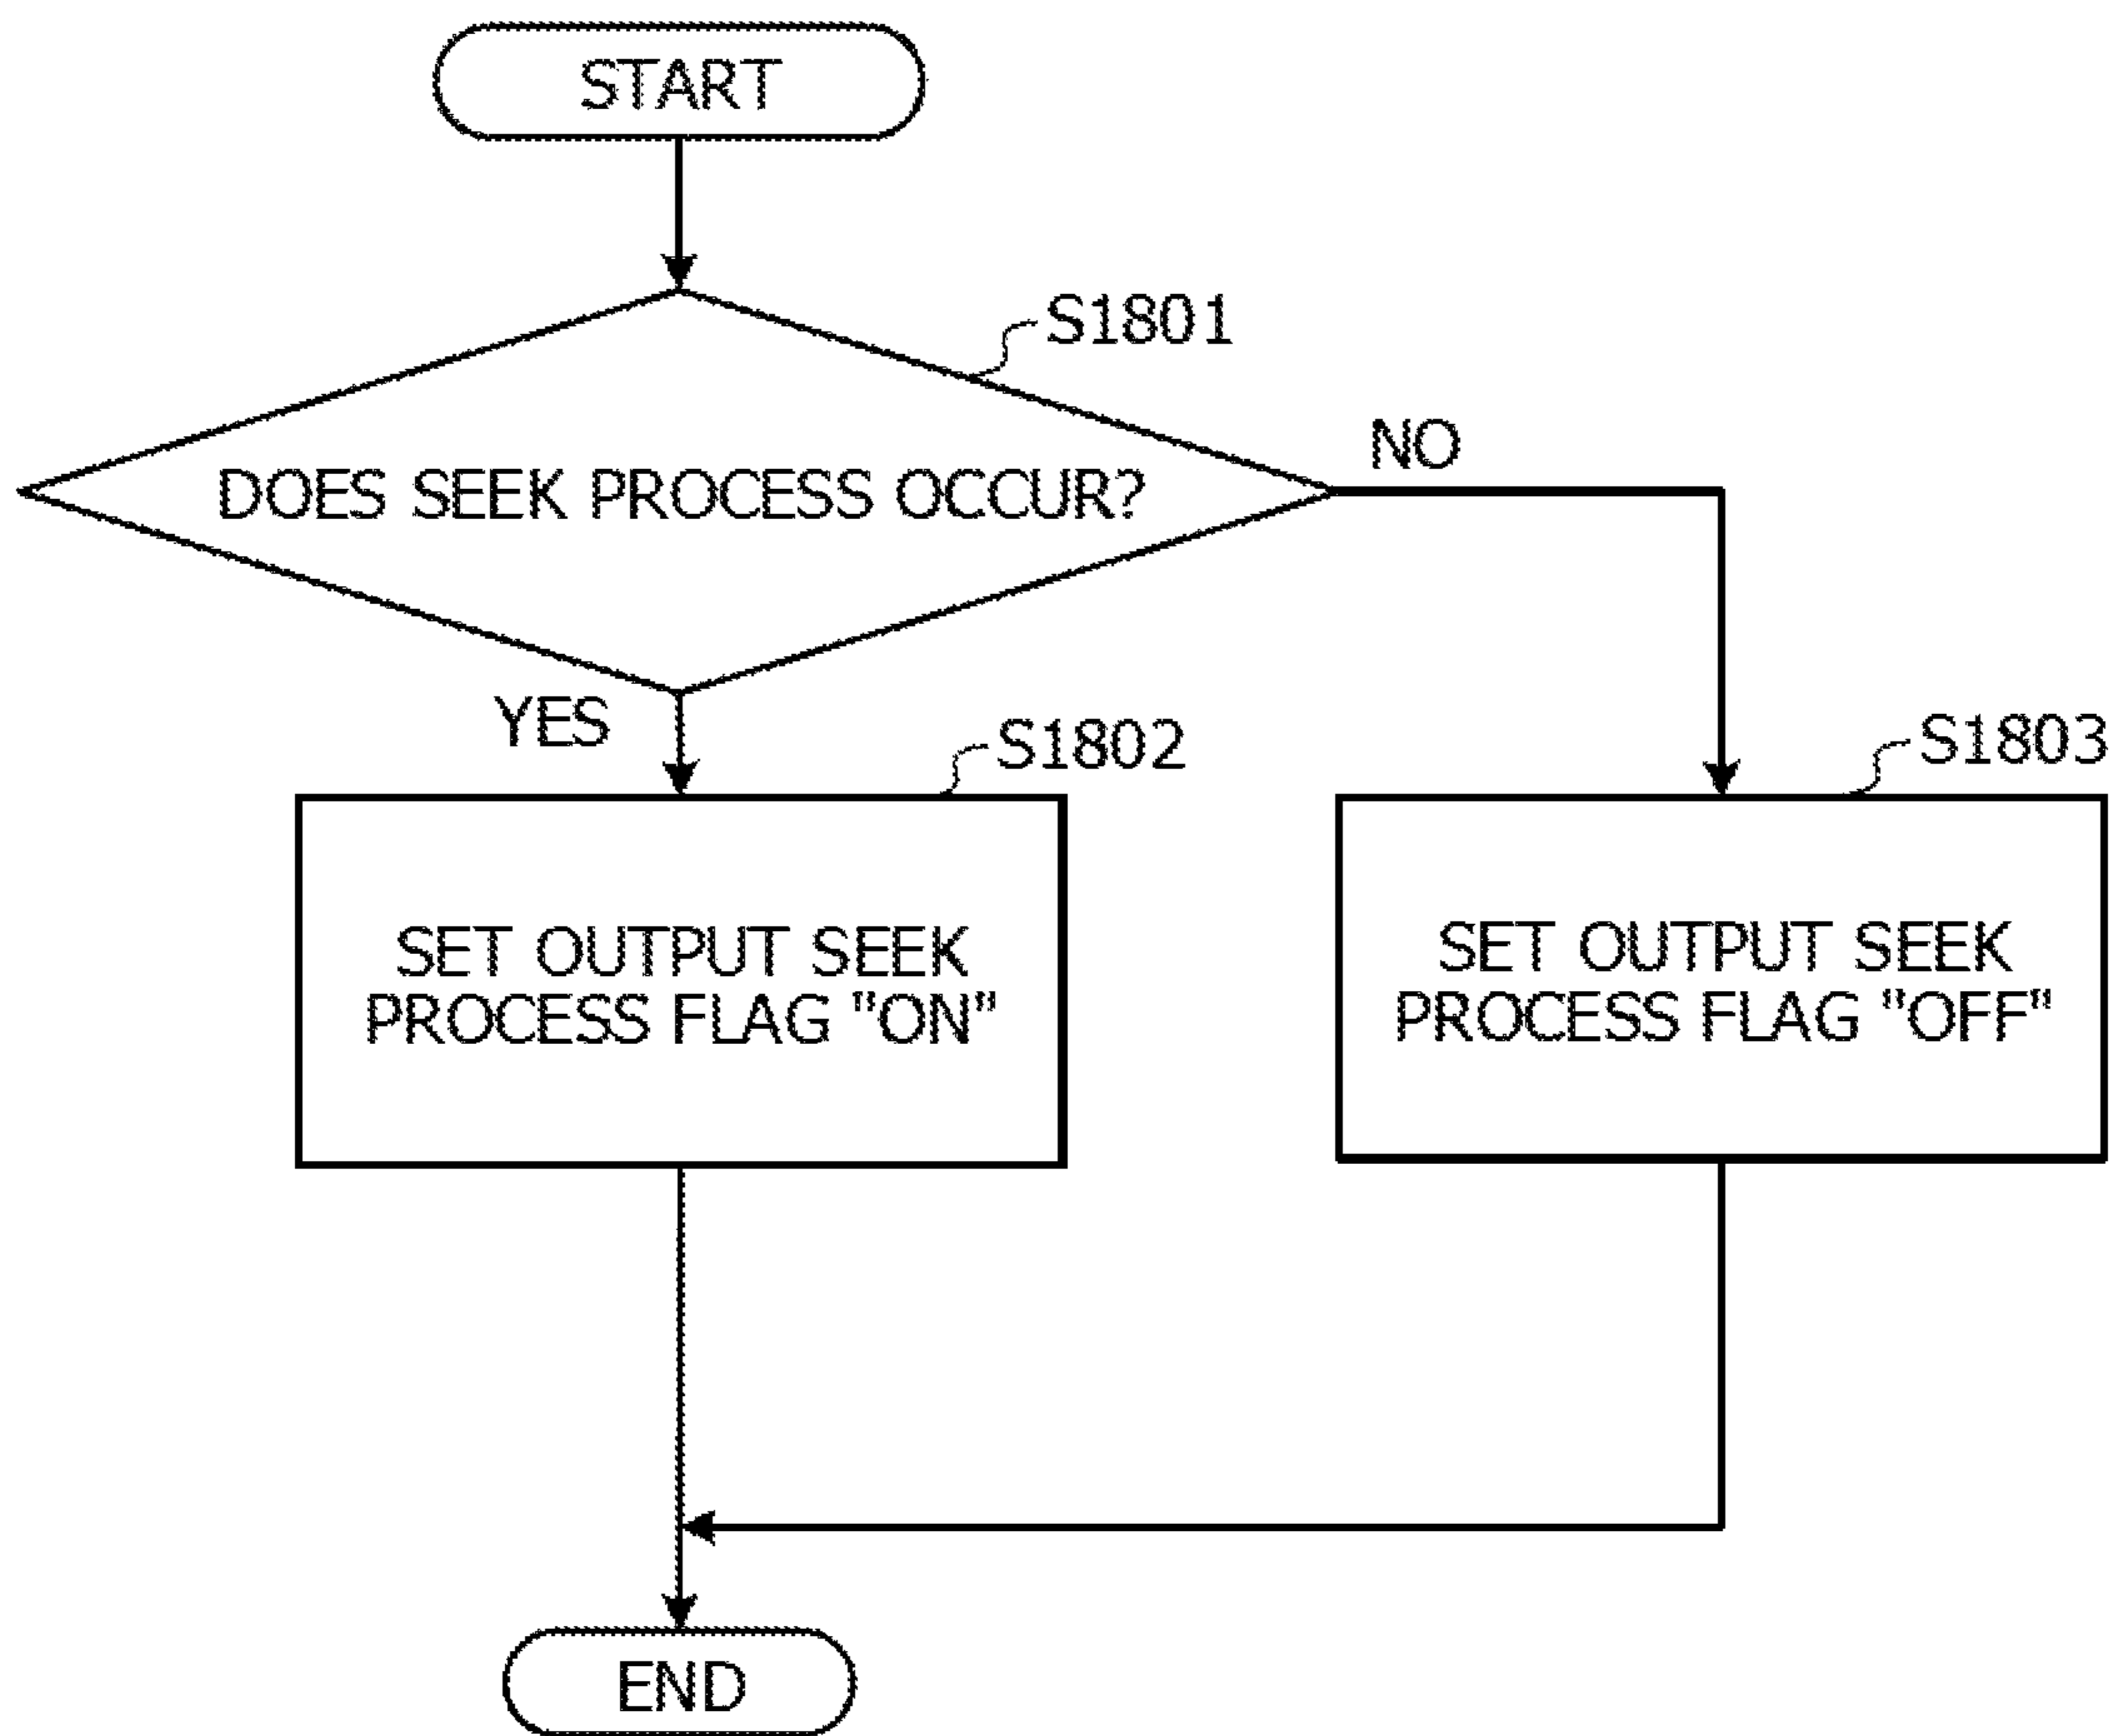 START
S1801
DOES SEEK PROCESS OCCUR?
NO
YES
S1802
S1803
SET OUTPUT SEEK
PROCESS FLAG "ON"
SET OUTPUT SEEK
PROCESS FLAG "OFF"
END